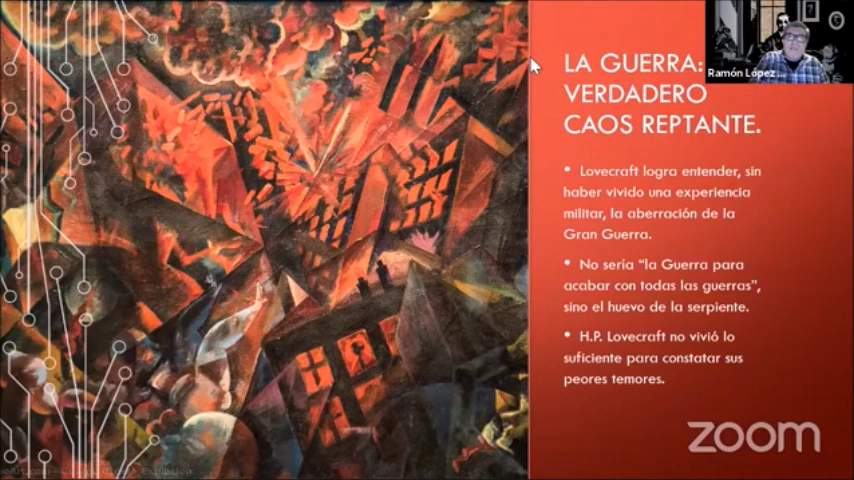 LA GUERRA:
VERDADERO
CAOS REPTANTE.
Ramón López
• Lovecraft logra entender, sin
haber vivido una experiencia
militar, la aberración de la
Gran Guerra.
• No sería “la Guerra para
acabar con todas las guerras”,
sino el huevo de la serpiente.
• H.P. Lovecraft no vivió lo
suficiente para constatar sus
peores temores.
zoom